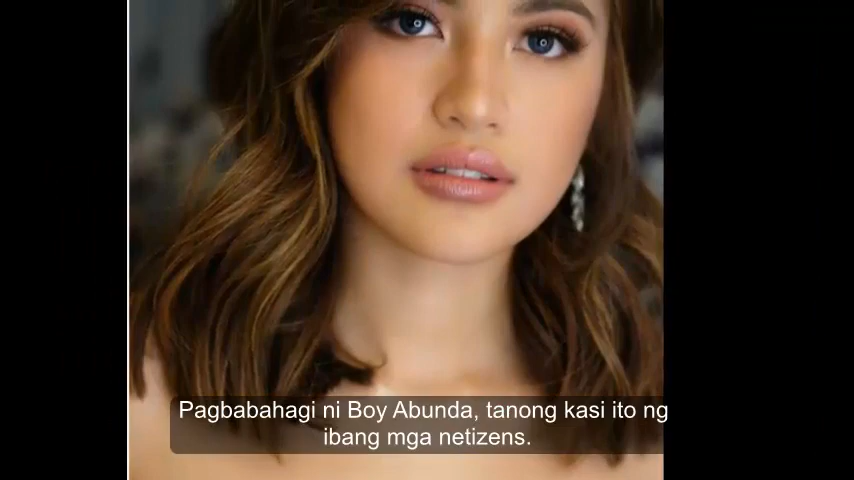 Pagbabahagi ni Boy Abunda, tanong kasi ito ng
ibang mga netizens.